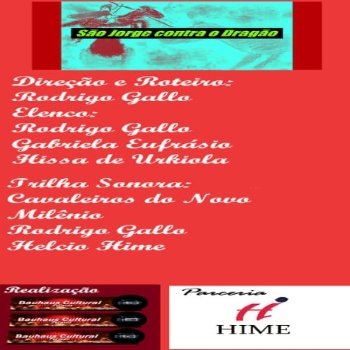 São Jorge contra o Dragão
Direção e Roteiro:
Rodrigo Gallo
Elenco:
Rodrigo Gallo
Gabriela Eufrásio
Hissa de Urkiola
Trilha Sonora:
Cavaleiros do Novo
Milênio
Rodrigo Gallo
Helcio Hime
Realização
Bauhaus Cultural
Bauhaus Cultural
Bauhaus Cultural
Parceria
HIME